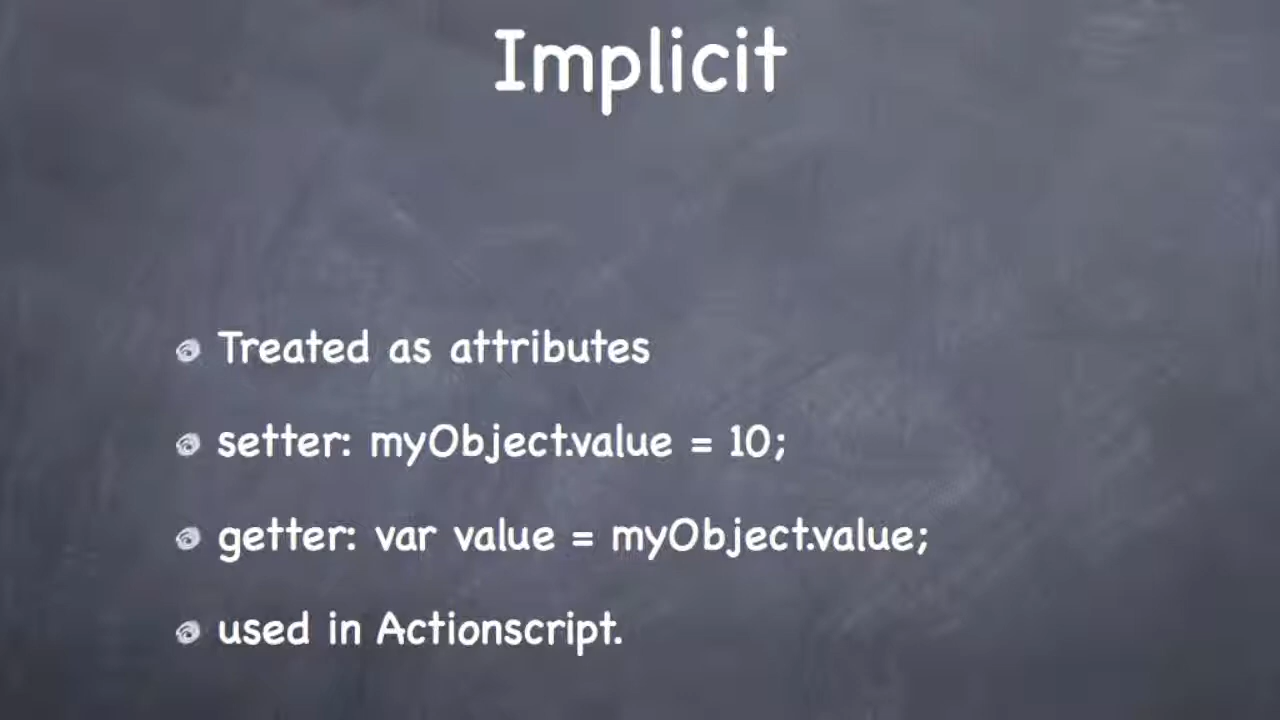 Implicit
Treated as attributes
setter: myObject.value = 10;
getter: var value = myObject.value;
used in Actionscript.